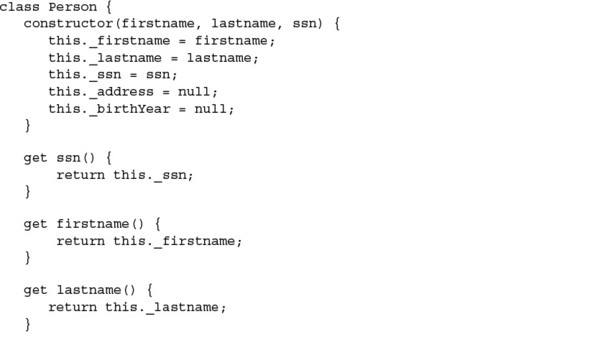 class Person {
   constructor(firstname, lastname, ssn) {
      this._firstname = firstname;
      this._lastname = lastname;
      this._ssn = ssn;
      this._address = null;
      this._birthYear = null;
   }
   get ssn() {
       return this._ssn;
   }
   get firstname() {
       return this._firstname;
   }
   get lastname() {
      return this._lastname;
   }